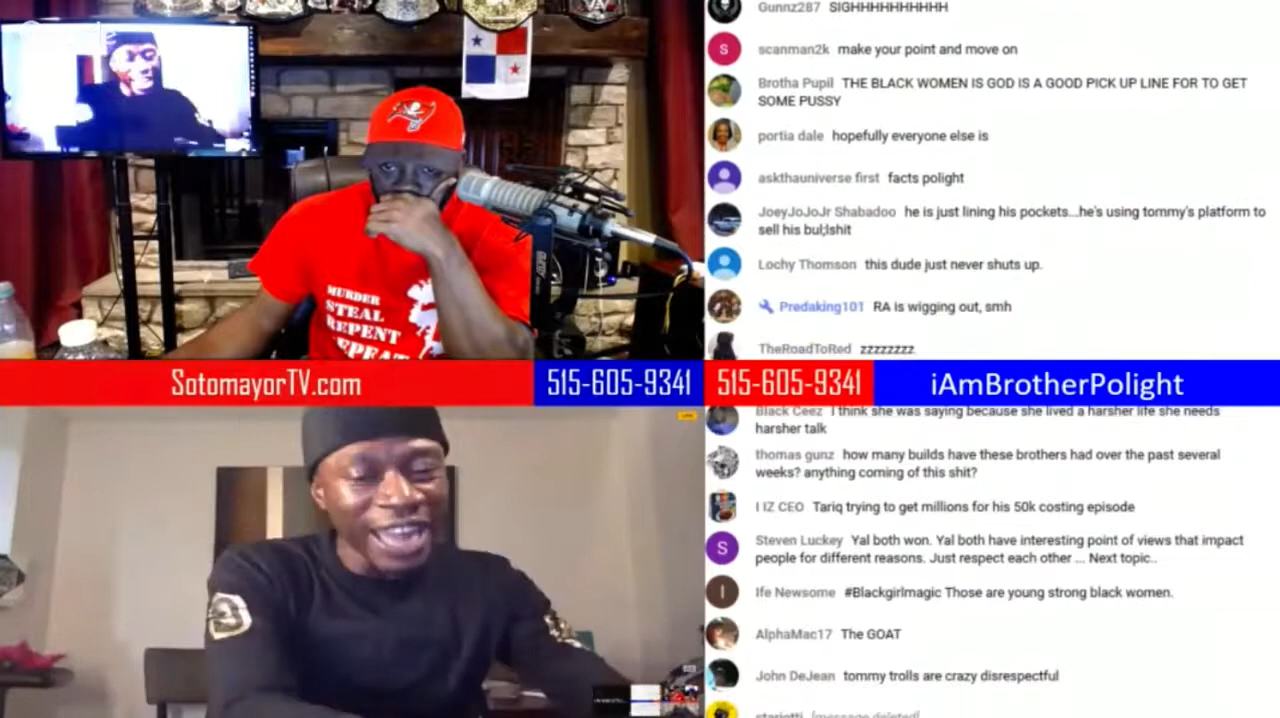 Gunnz287 SIGHHHHHHHHHH
scanman2k make your point and move on
Brotha Pupil THE BLACK WOMEN IS GOD IS A GOOD PICK UP LINE FOR TO GET
SOME PUSSY
portia dale hopefully everyone else is
askthauniverse first facts polight
JoeyJoJoJr Shabadoo he is just lining his pockets...he's using tommy's platform to
sell his bul;lshit
Lochy Thomson this dude just never shuts up.
Predaking101 RA is wigging out, smh
TheRoadToRed zzzzzzzz
MURDER
STEAL
REPENT
REPEAT
SotomayorTV.com
515-605-9341
515-605-9341
iAmBrotherPolight
Black Ceez I think she was saying because she lived a harsher life she needs
harsher talk
thomas gunz how many builds have these brothers had over the past several
weeks? anything coming of this shit?
I IZ CEO Tariq trying to get millions for his 50k costing episode
S
Steven Luckey Yal both won. Yal both have interesting point of views that impact
people for different reasons. Just respect each other ... Next topic..
I
Ife Newsome #Blackgirlmagic Those are young strong black women.
AlphaMac17 The GOAT
John DeJean tommy trolls are crazy disrespectful
[message deleted]